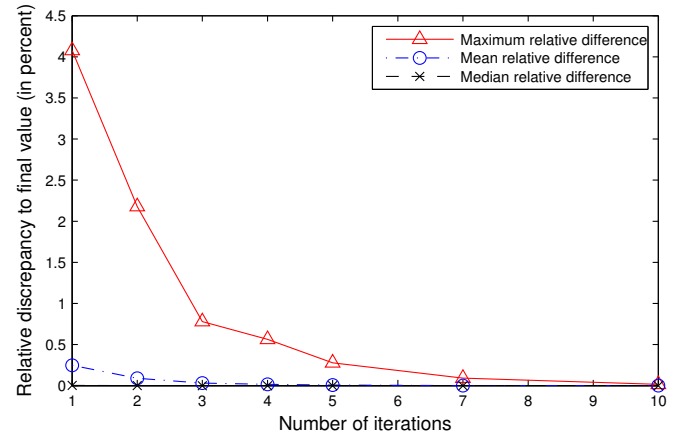 Relative discrepancy to final value (in percent)
4.5
4
3.5
3
2.5
2
1.5
1
0.5
0
1 2 3 4 5 6 7 8 9 10
Number of iterations
Maximum relative difference
Mean relative difference
Median relative difference